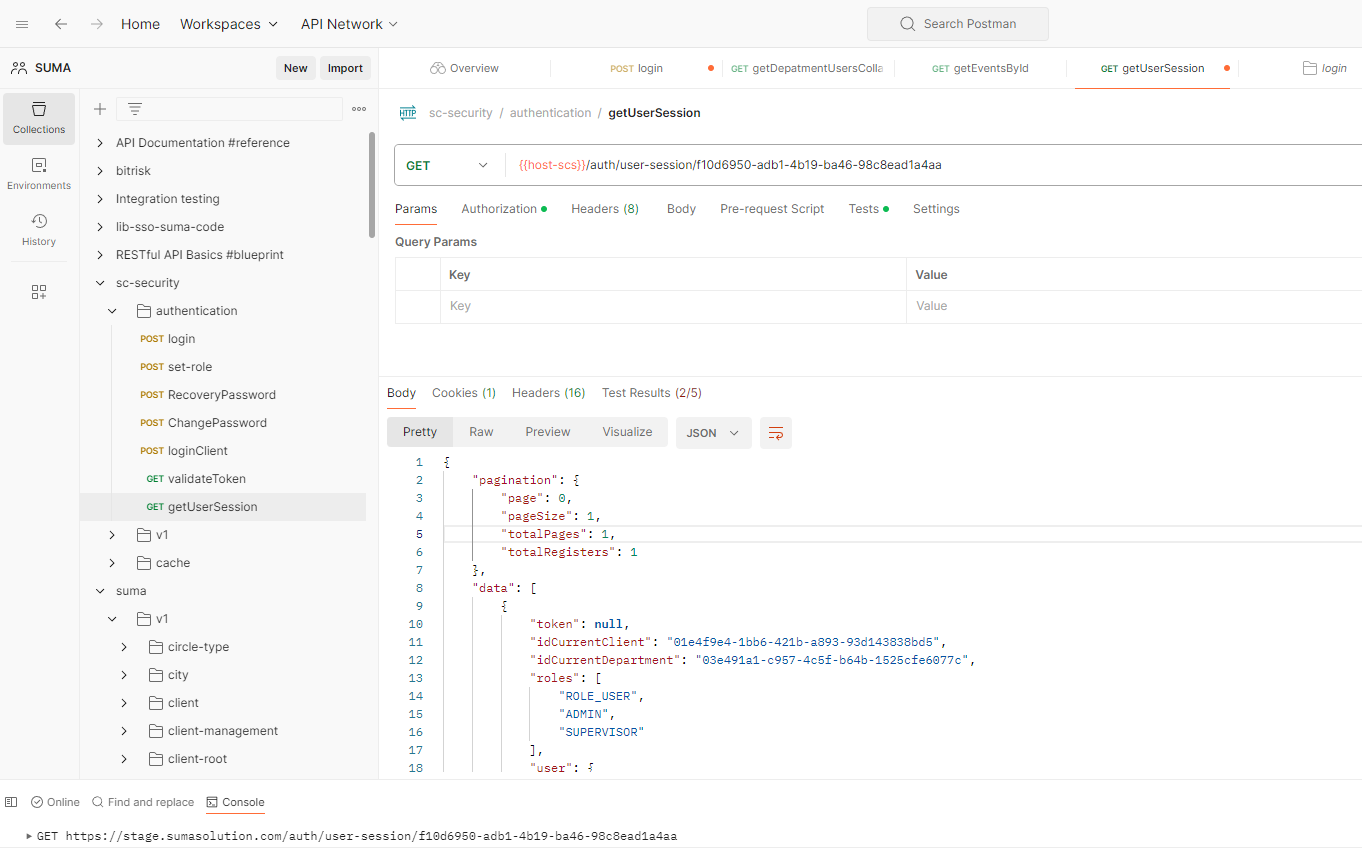 Home Workspaces API Network Search Postman
SUMA New Import
Overview POST login GET getDepatmentUsersColla GET getEventsById GET getUserSession login
Collections
Environments
History
API Documentation #reference
bitrisk
Integration testing
lib-sso-suma-code
RESTful API Basics #blueprint
sc-security
authentication
POST login
POST set-role
POST RecoveryPassword
POST ChangePassword
POST loginClient
GET validateToken
GET getUserSession
v1
cache
suma
v1
circle-type
city
client
client-management
client-root
HTTP sc-security / authentication / getUserSession
GET {{host-scs}}/auth/user-session/f10d6950-adb1-4b19-ba46-98c8ead1a4aa
Params Authorization Headers (8) Body Pre-request Script Tests Settings
Query Params
Key Value
Key Value
Body Cookies (1) Headers (16) Test Results (2/5)
Pretty Raw Preview Visualize JSON
1 {
2 "pagination": {
3 "page": 0,
4 "pageSize": 1,
5 "totalPages": 1,
6 "totalRegisters": 1
7 },
8 "data": [
9 {
10 "token": null,
11 "idCurrentClient": "01e4f9e4-1bb6-421b-a893-93d143838bd5",
12 "idCurrentDepartment": "03e491a1-c957-4c5f-b64b-1525cfe6077c",
13 "roles": [
14 "ROLE_USER",
15 "ADMIN",
16 "SUPERVISOR"
17 ],
18 "user": {
Online Find and replace Console
GET https://stage.sumasolution.com/auth/user-session/f10d6950-adb1-4b19-ba46-98c8ead1a4aa